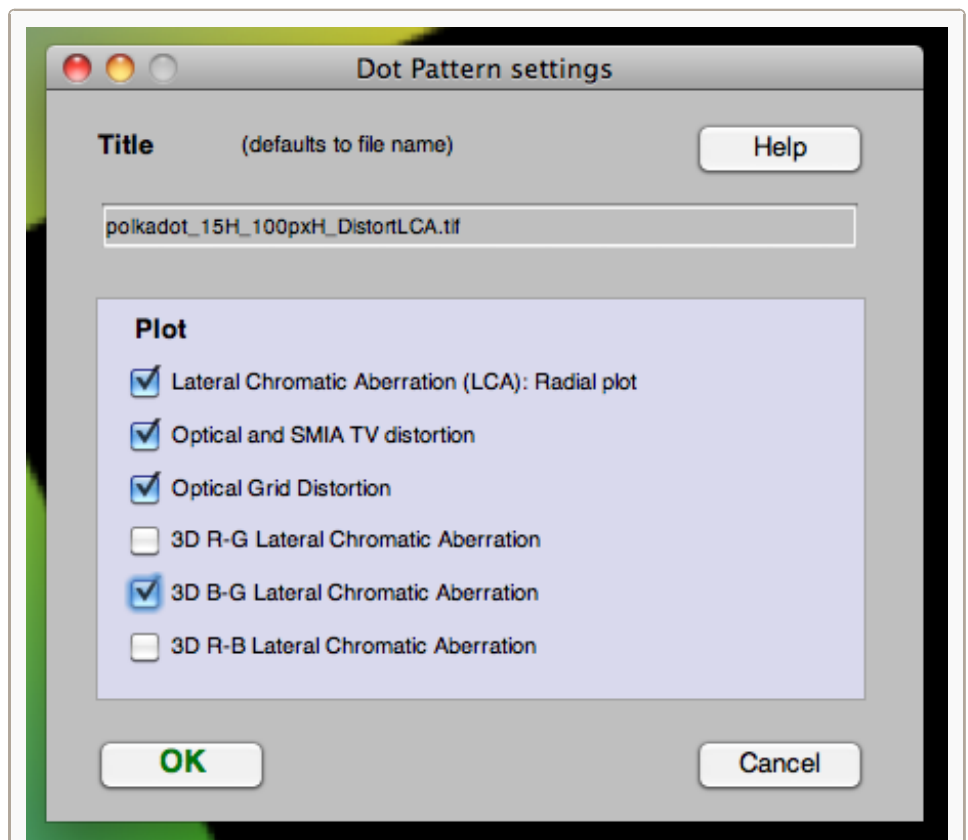 Dot Pattern settings
Title (defaults to file name) Help
polkadot_15H_100pxH_DistortLCA.tif
Plot
Lateral Chromatic Aberration (LCA): Radial plot
Optical and SMIA TV distortion
Optical Grid Distortion
3D R-G Lateral Chromatic Aberration
3D B-G Lateral Chromatic Aberration
3D R-B Lateral Chromatic Aberration
OK Cancel